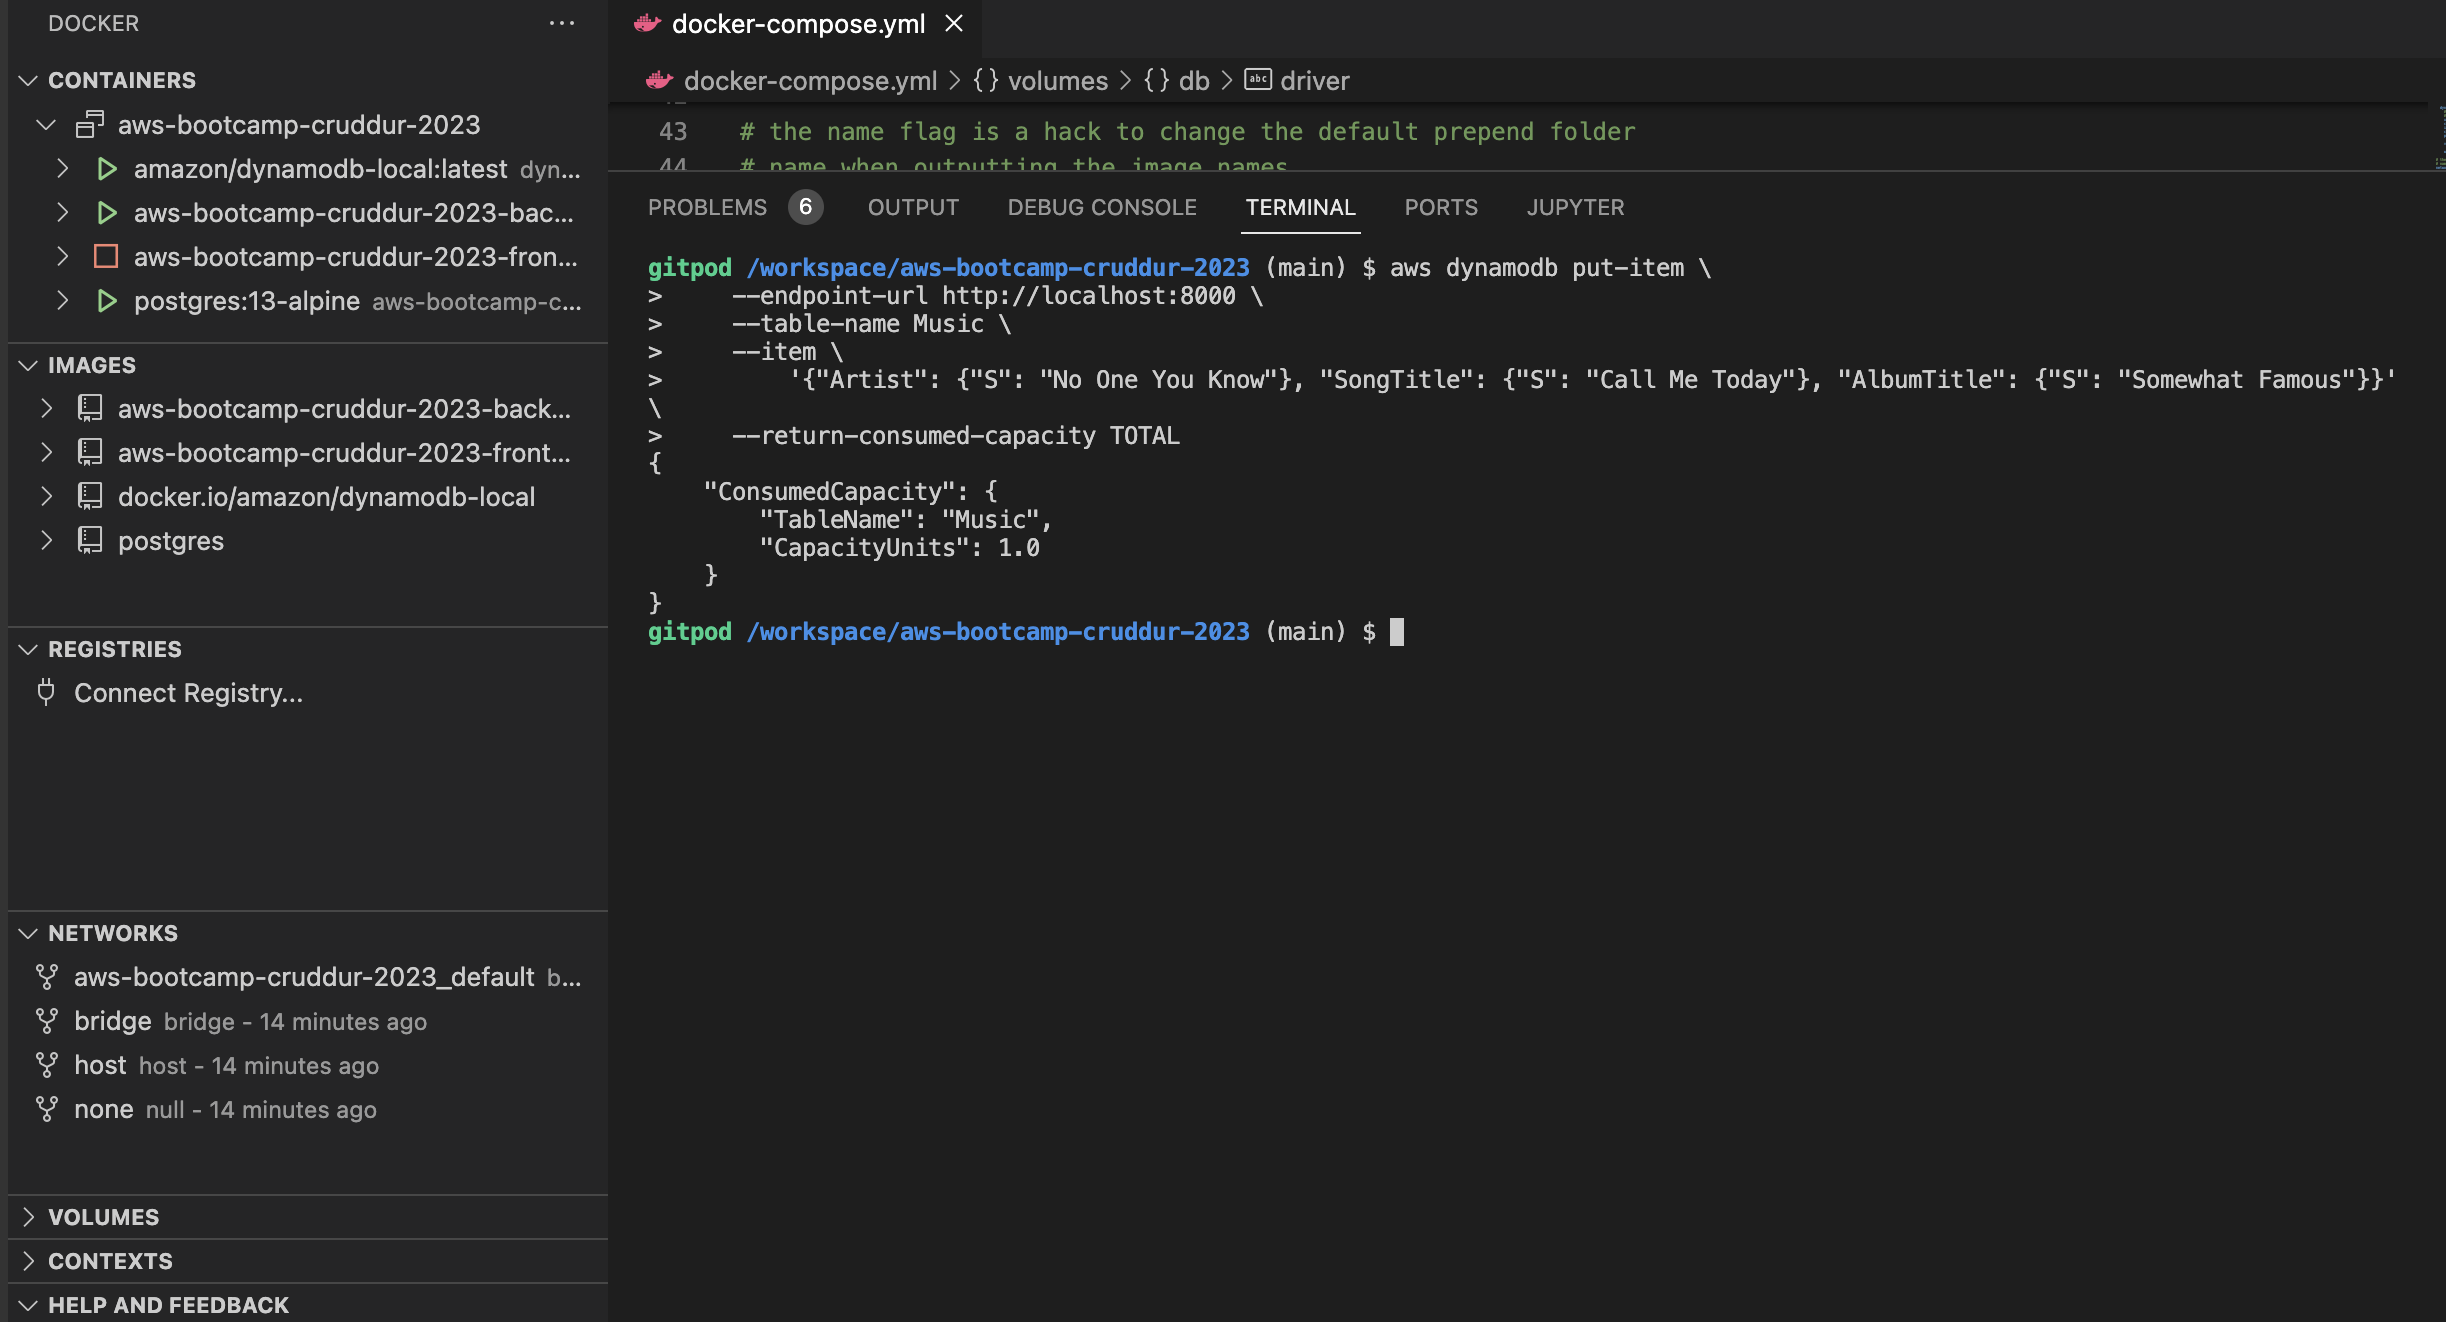 DOCKER
CONTAINERS
aws-bootcamp-cruddur-2023
amazon/dynamodb-local:latest dyn...
aws-bootcamp-cruddur-2023-bac...
aws-bootcamp-cruddur-2023-fron...
postgres:13-alpine aws-bootcamp-c...
IMAGES
aws-bootcamp-cruddur-2023-back...
aws-bootcamp-cruddur-2023-front...
docker.io/amazon/dynamodb-local
postgres
REGISTRIES
Connect Registry...
NETWORKS
aws-bootcamp-cruddur-2023_default b...
bridge bridge - 14 minutes ago
host host - 14 minutes ago
none null - 14 minutes ago
VOLUMES
CONTEXTS
HELP AND FEEDBACK
docker-compose.yml
docker-compose.yml > {} volumes > {} db > abc driver
43 # the name flag is a hack to change the default prepend folder
44 # name when outputting the image names
PROBLEMS 6 OUTPUT DEBUG CONSOLE TERMINAL PORTS JUPYTER
gitpod /workspace/aws-bootcamp-cruddur-2023 (main) $ aws dynamodb put-item \
> --endpoint-url http://localhost:8000 \
> --table-name Music \
> --item \
> '{"Artist": {"S": "No One You Know"}, "SongTitle": {"S": "Call Me Today"}, "AlbumTitle": {"S": "Somewhat Famous"}}'
\
> --return-consumed-capacity TOTAL
{
"ConsumedCapacity": {
"TableName": "Music",
"CapacityUnits": 1.0
}
}
gitpod /workspace/aws-bootcamp-cruddur-2023 (main) $